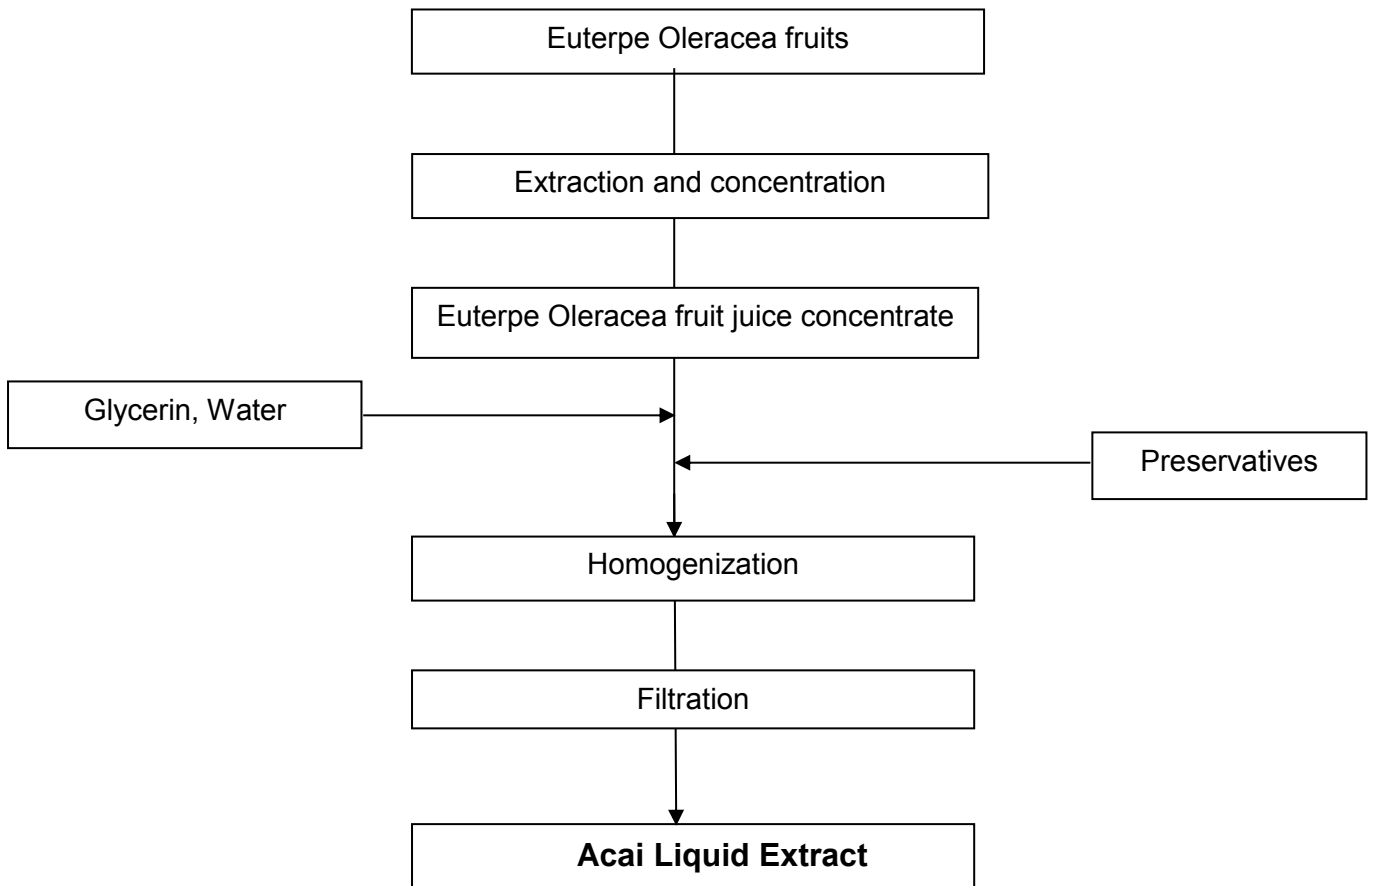 Euterpe Oleracea fruits
Extraction and concentration
Euterpe Oleracea fruit juice concentrate
Glycerin, Water
Preservatives
Homogenization
Filtration
Acai Liquid Extract